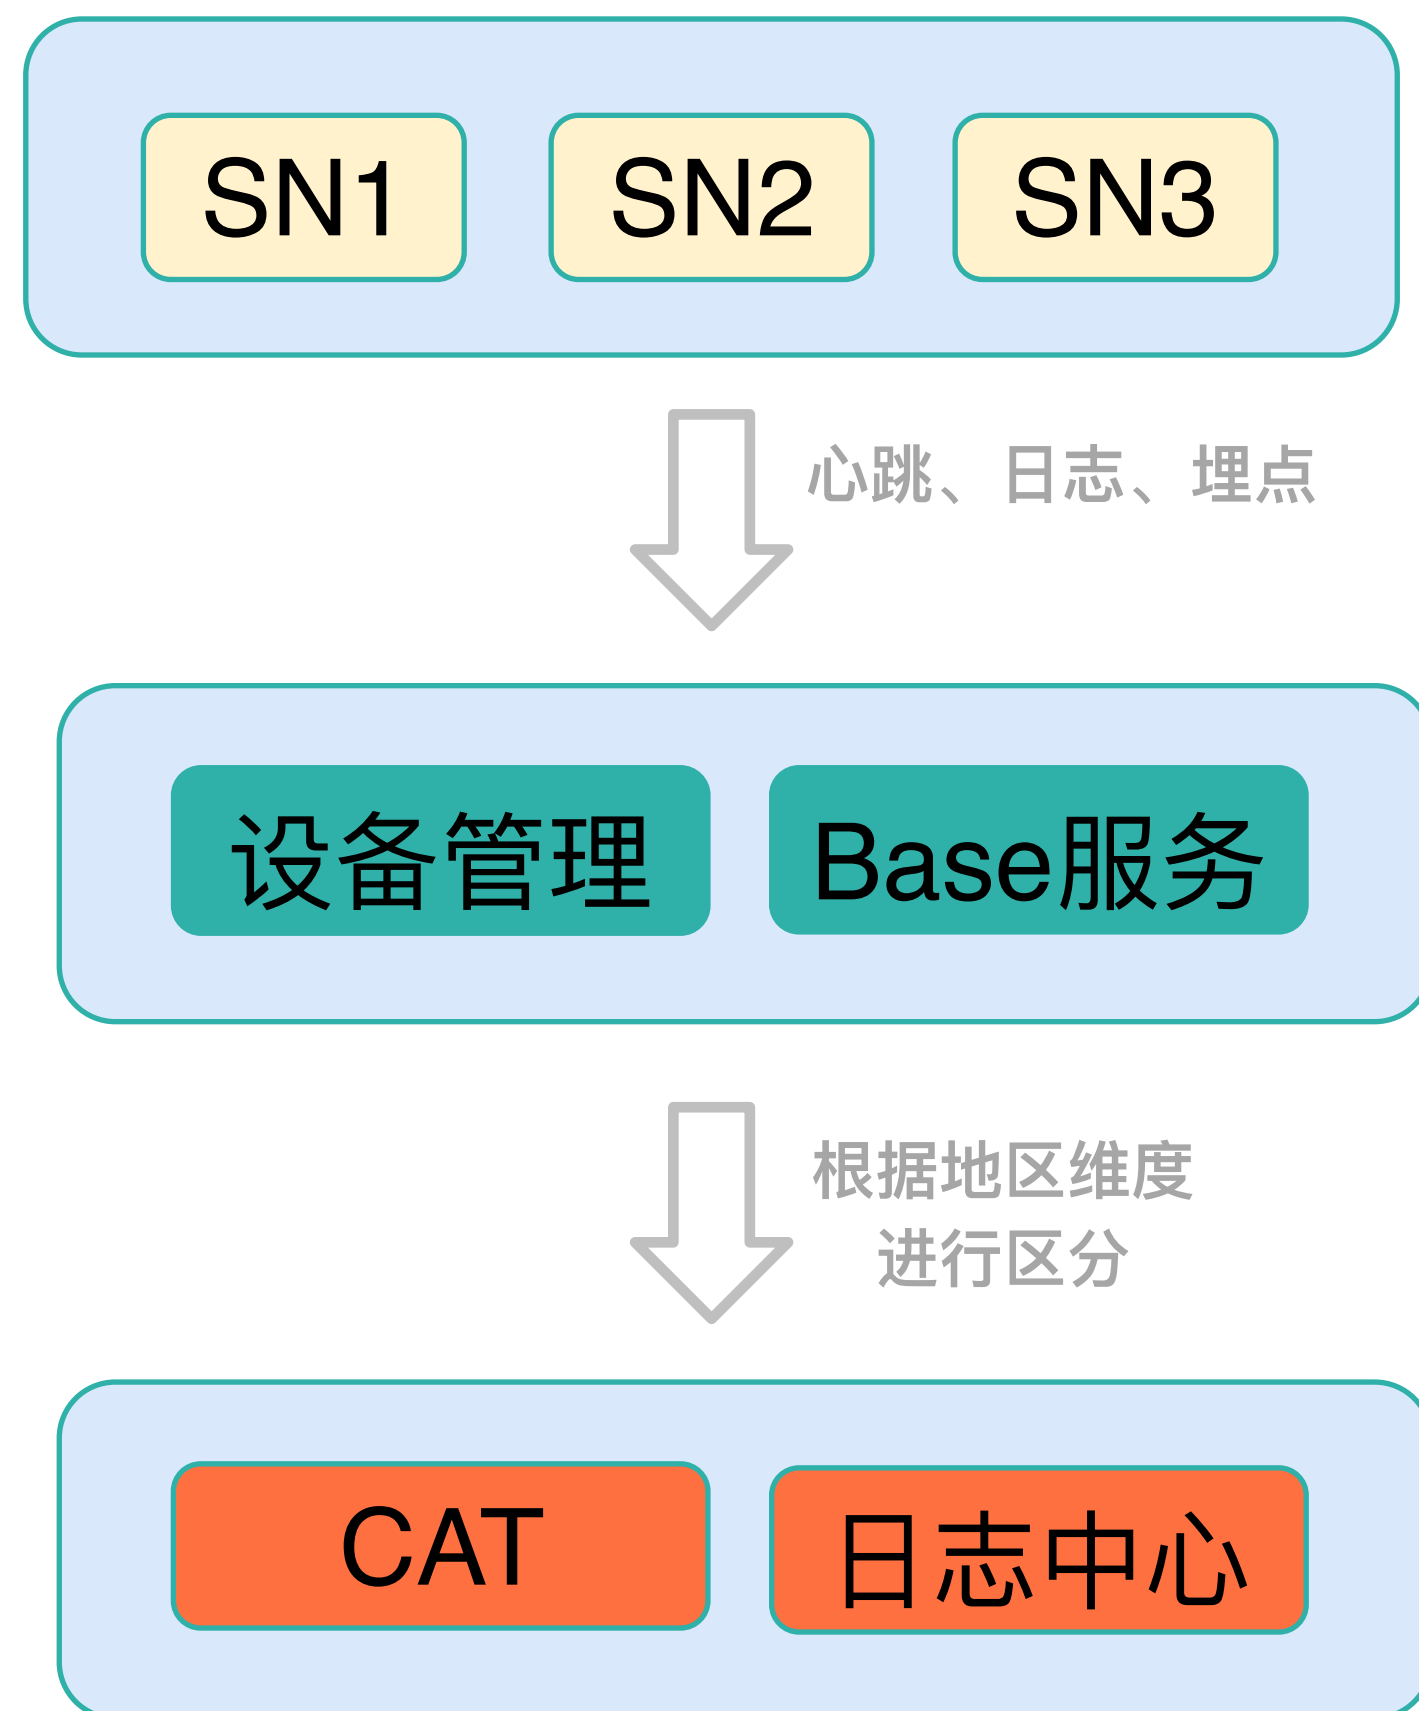 SN1 SN2 SN3
心跳、日志、埋点
设备管理 Base服务
根据地区维度
进行区分
CAT 日志中心